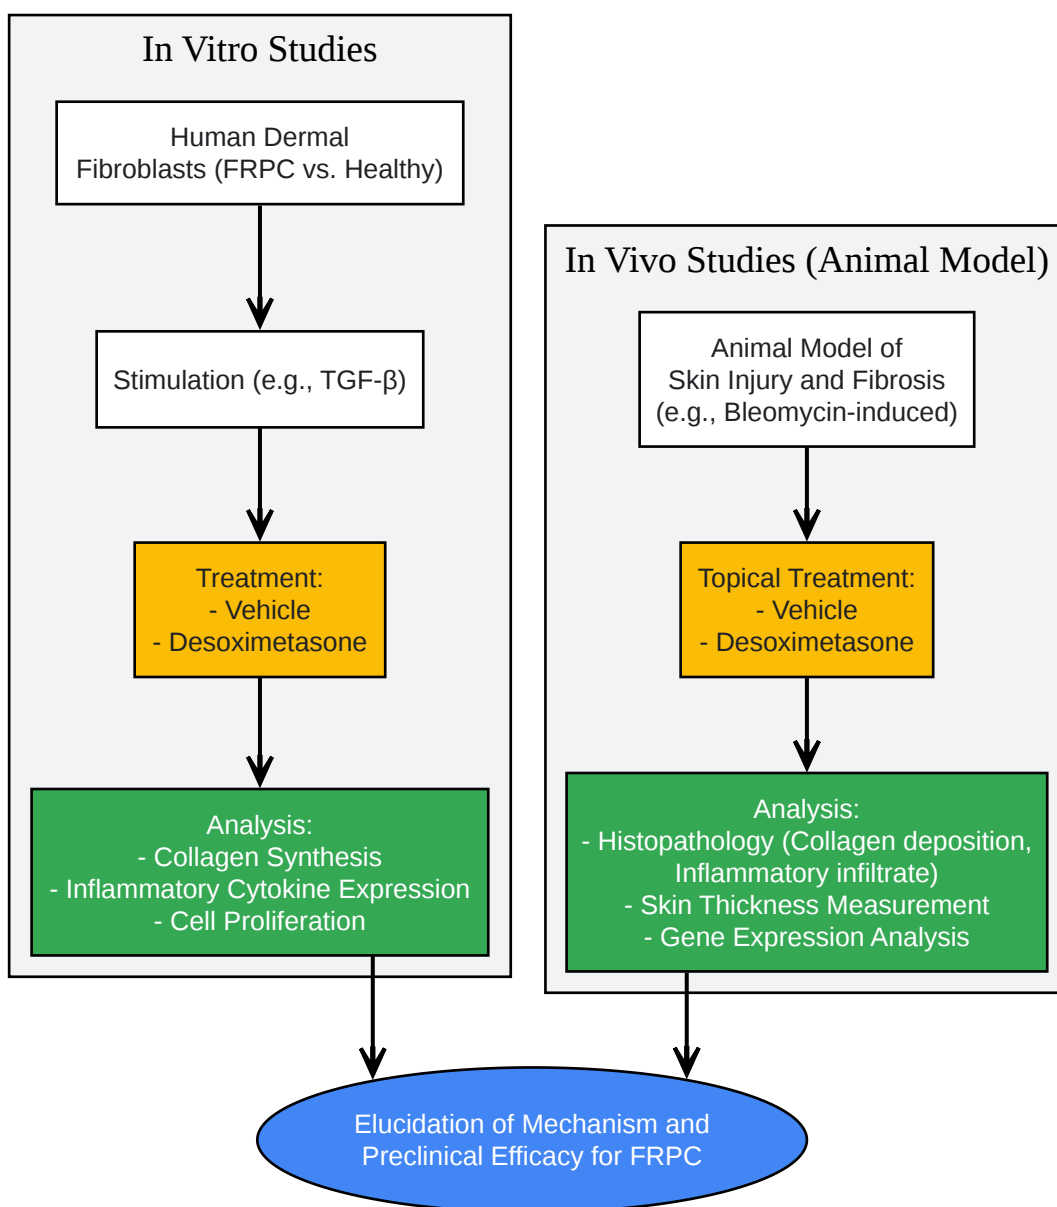 In Vitro Studies
Human Dermal
Fibroblasts (FRPC vs. Healthy)
Stimulation (e.g., TGF-β)
Treatment:
- Vehicle
- Desoximetasone
Analysis:
- Collagen Synthesis
- Inflammatory Cytokine Expression
- Cell Proliferation
In Vivo Studies (Animal Model)
Animal Model of
Skin Injury and Fibrosis
(e.g., Bleomycin-induced)
Topical Treatment:
- Vehicle
- Desoximetasone
Analysis:
- Histopathology (Collagen deposition,
Inflammatory infiltrate)
- Skin Thickness Measurement
- Gene Expression Analysis
Elucidation of Mechanism and
Preclinical Efficacy for FRPC